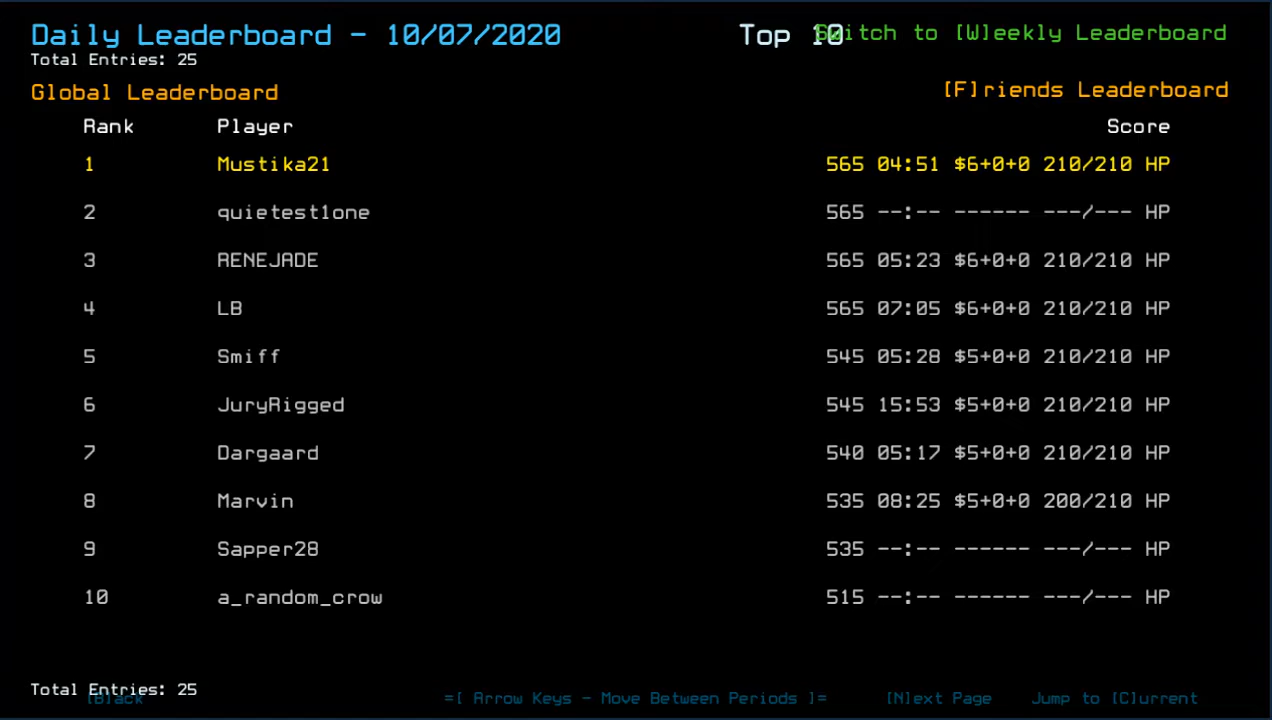 Daily Leaderboard - 10/07/2020
Top 10
Switch to [W]eekly Leaderboard
Total Entries: 25
Global Leaderboard
[F]riends Leaderboard
Rank Player Score
1 Mustika21 565 04:51 $6+0+0 210/210 HP
2 quietest1one 565 --:-- ------ ---/--- HP
3 RENEJADE 565 05:23 $6+0+0 210/210 HP
4 LB 565 07:05 $6+0+0 210/210 HP
5 Smiff 545 05:28 $5+0+0 210/210 HP
6 JuryRigged 545 15:53 $5+0+0 210/210 HP
7 Dargaard 540 05:17 $5+0+0 210/210 HP
8 Marvin 535 08:25 $5+0+0 200/210 HP
9 Sapper28 535 --:-- ------ ---/--- HP
10 a_random_crow 515 --:-- ------ ---/--- HP
Total Entries: 25
[B]ack =[ Arrow Keys - Move Between Periods ]= [N]ext Page Jump to [C]urrent